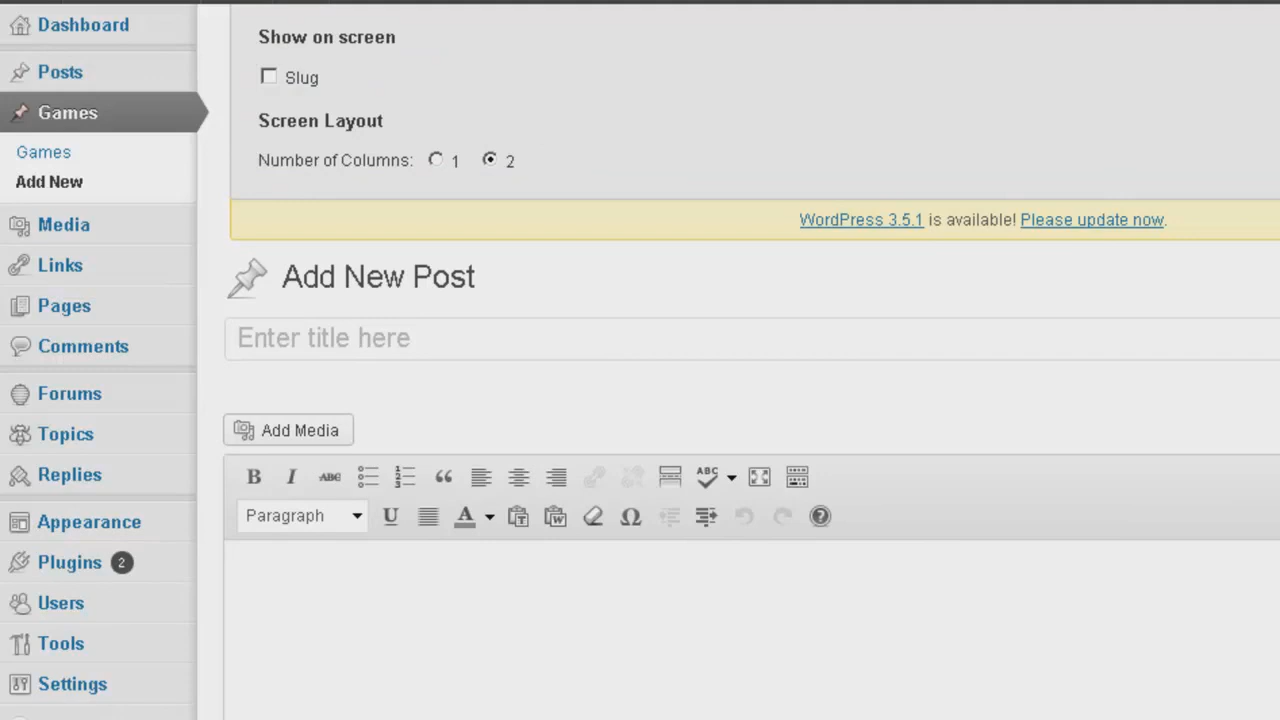 Dashboard
Posts
Games
Games
Add New
Media
Links
Pages
Comments
Forums
Topics
Replies
Appearance
Plugins 2
Users
Tools
Settings
Show on screen
Slug
Screen Layout
Number of Columns: 1 2
WordPress 3.5.1 is available! Please update now.
Add New Post
Enter title here
Add Media
B I ABC ABC
Paragraph U A T W Ω ?